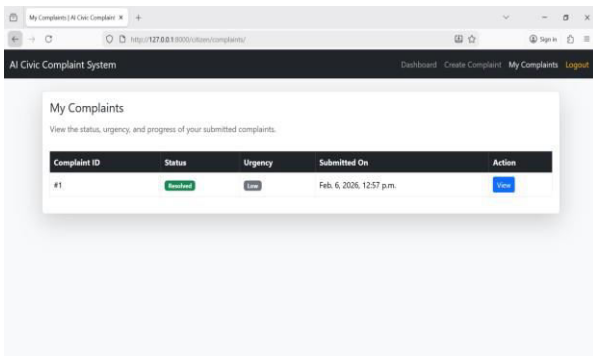 My Complaints | AI Civic Complaint
http://127.0.0.1:8000/citizen/complaints/
Sign in
AI Civic Complaint System
Dashboard Create Complaint My Complaints Logout
My Complaints
View the status, urgency, and progress of your submitted complaints.
Complaint ID Status Urgency Submitted On Action
#1 Resolved Low Feb. 6, 2026, 12:57 p.m. View